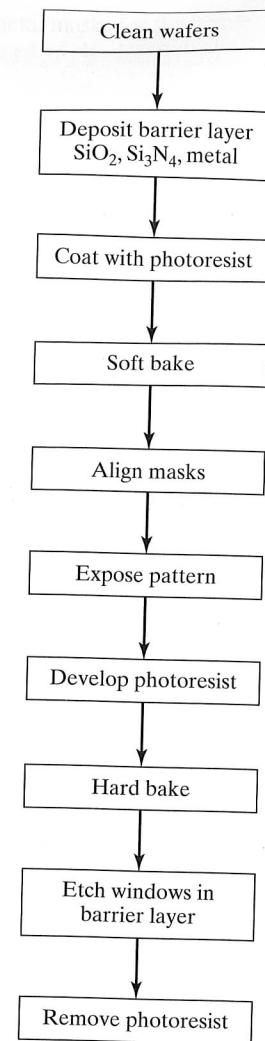 Clean wafers
Deposit barrier layer
SiO₂, Si₃N₄, metal
Coat with photoresist
Soft bake
Align masks
Expose pattern
Develop photoresist
Hard bake
Etch windows in
barrier layer
Remove photoresist